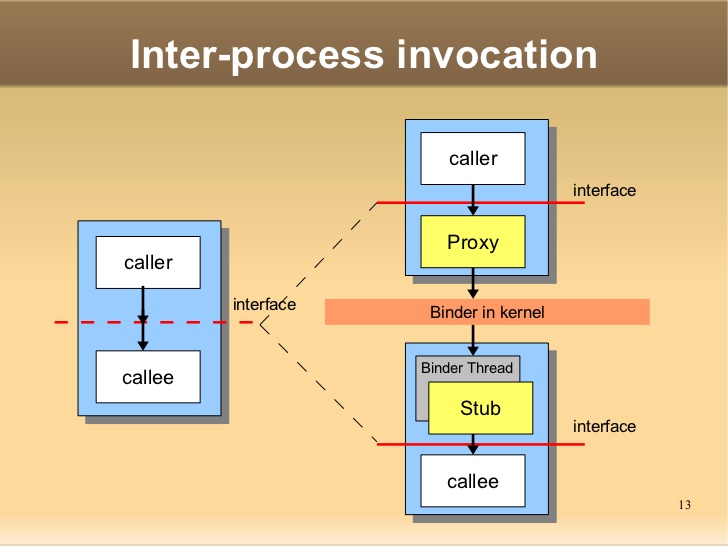 Inter-process invocation
caller
interface
callee
caller
interface
Proxy
Binder in kernel
Binder Thread
Stub
interface
callee
13